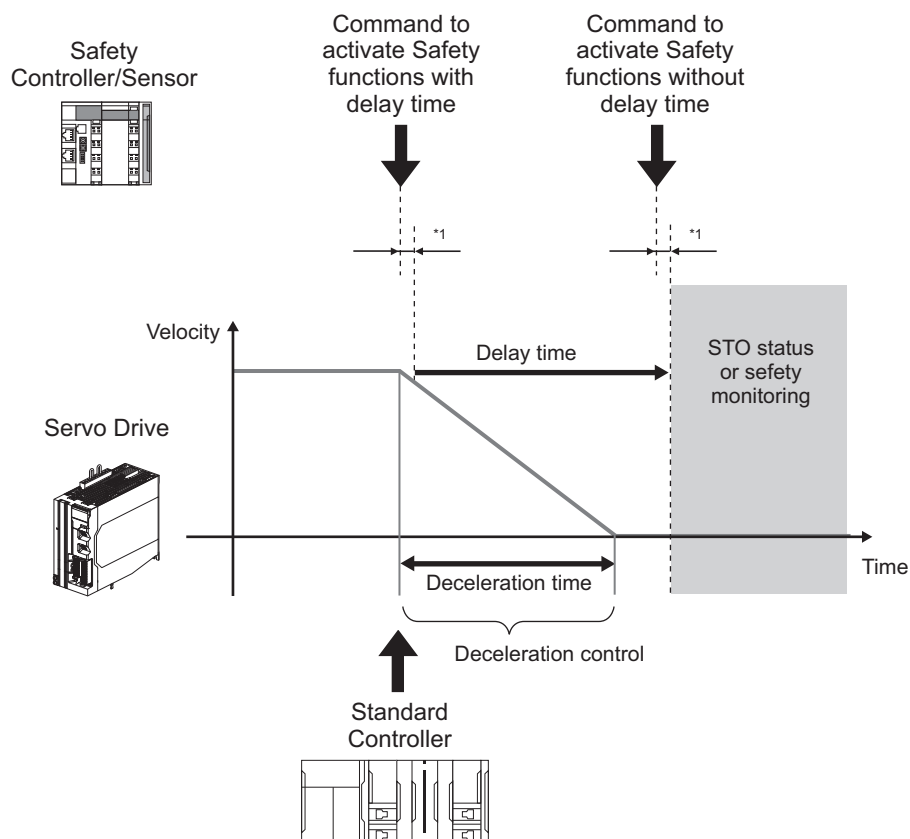 Safety
Controller/Sensor
Command to
activate Safety
functions with
delay time
Command to
activate Safety
functions without
delay time
*1
*1
Velocity
Delay time
STO status
or sefety
monitoring
Servo Drive
Time
Deceleration time
Deceleration control
Standard
Controller